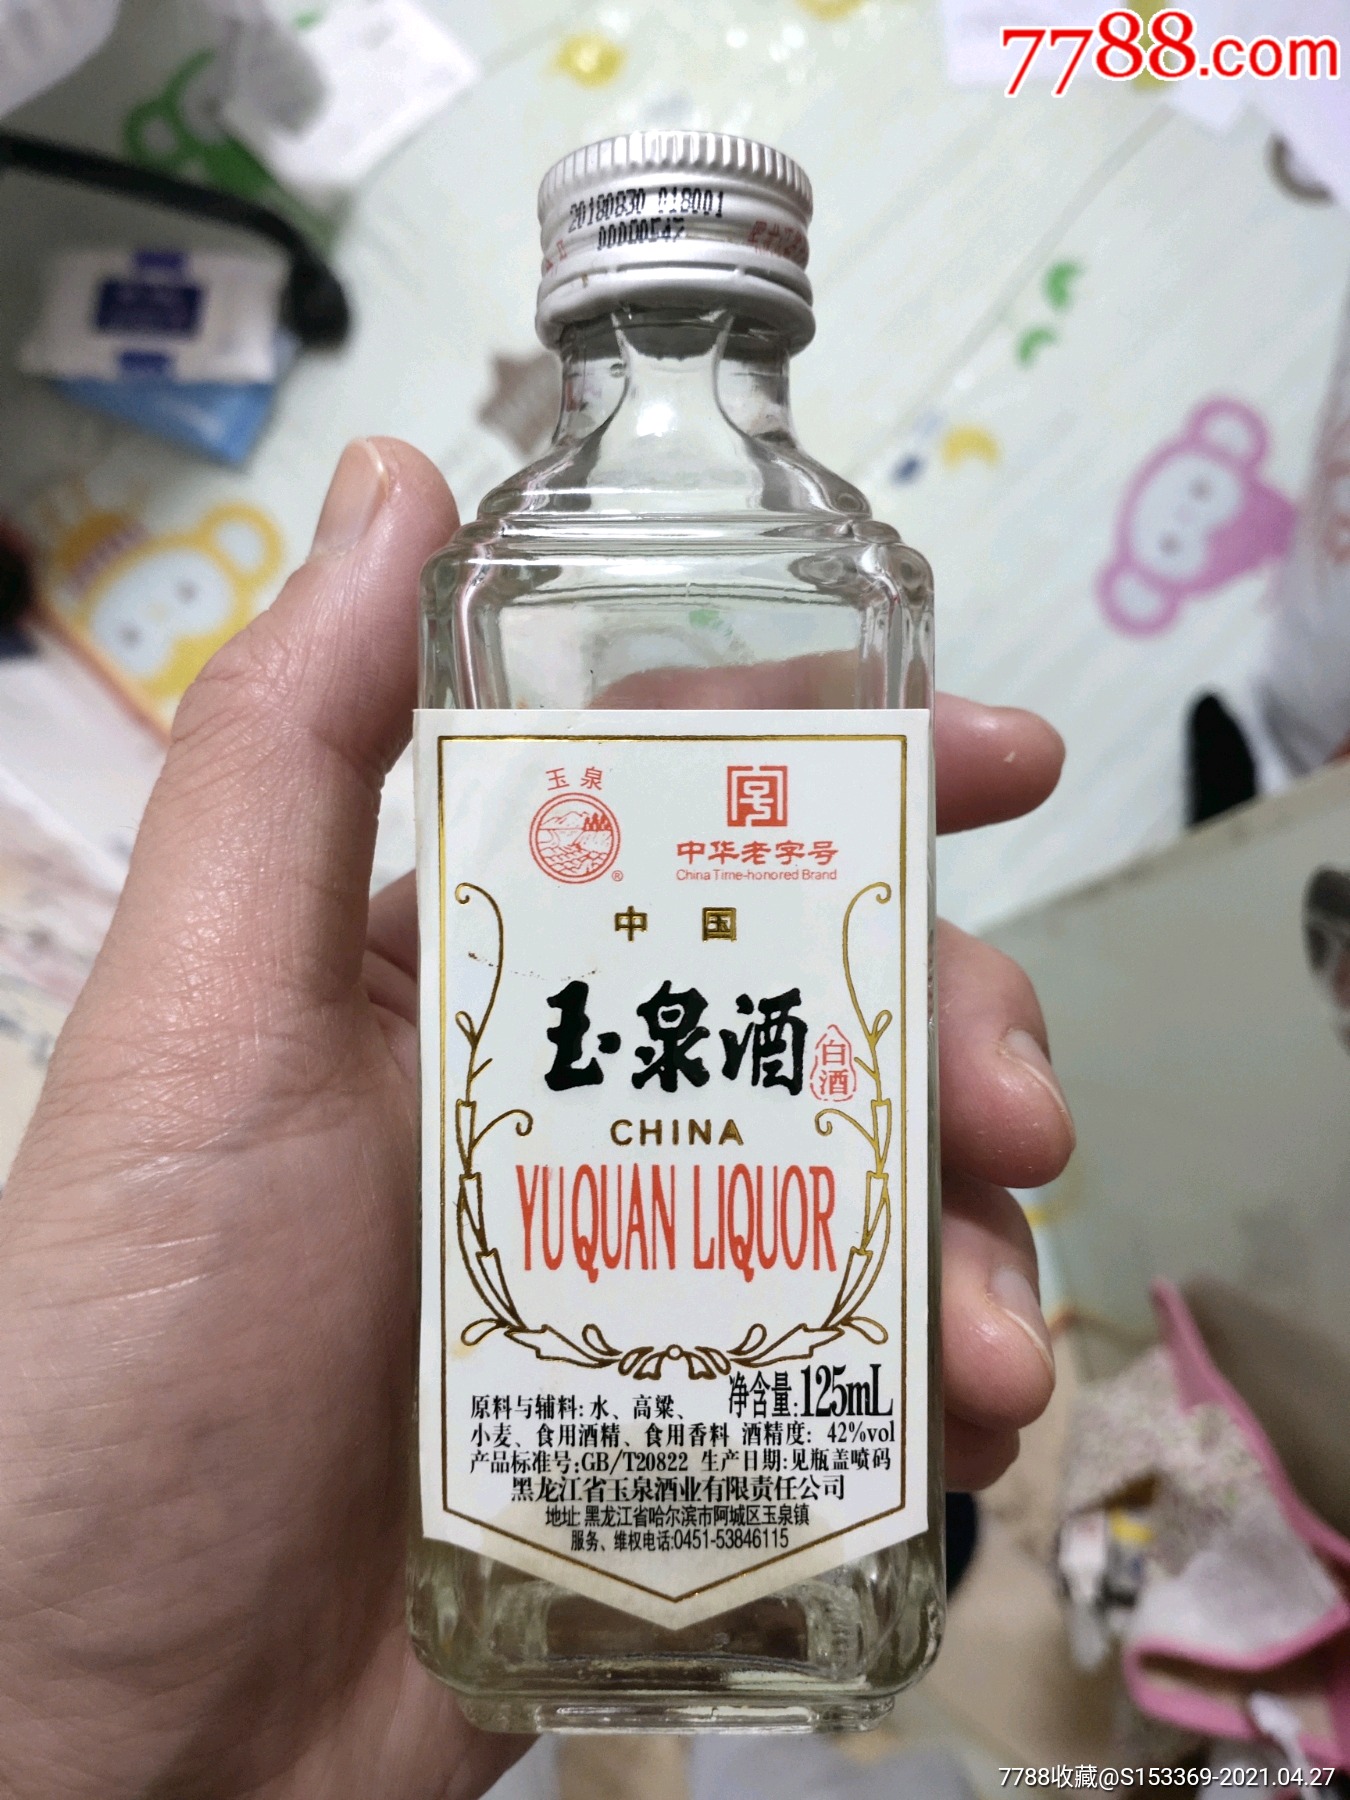 7788.com
20180830 018001
00000547
玉泉
®
中华老字号
China Time-honored Brand
中国
玉泉酒
白酒
CHINA
YUQUAN LIQUOR
净含量:125mL
原料与辅料:水、高粱、
小麦、食用酒精、食用香料 酒精度: 42%vol
产品标准号:GB/T20822 生产日期:见瓶盖喷码
黑龙江省玉泉酒业有限责任公司
地址:黑龙江省哈尔滨市阿城区玉泉镇
服务、维权电话:0451-53846115
7788收藏@S153369-2021.04.27